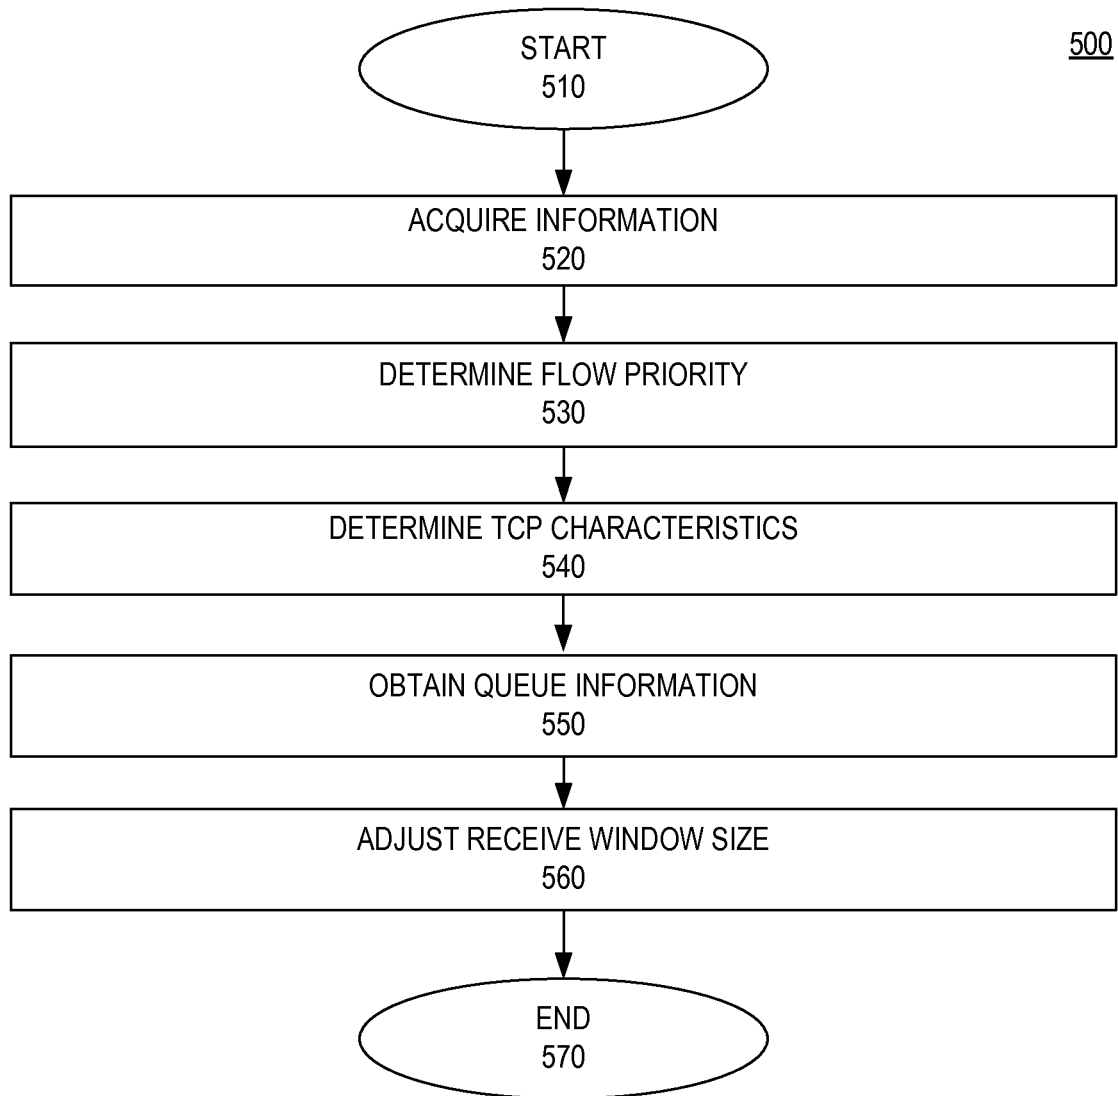 500
START
510
ACQUIRE INFORMATION
520
DETERMINE FLOW PRIORITY
530
DETERMINE TCP CHARACTERISTICS
540
OBTAIN QUEUE INFORMATION
550
ADJUST RECEIVE WINDOW SIZE
560
END
570